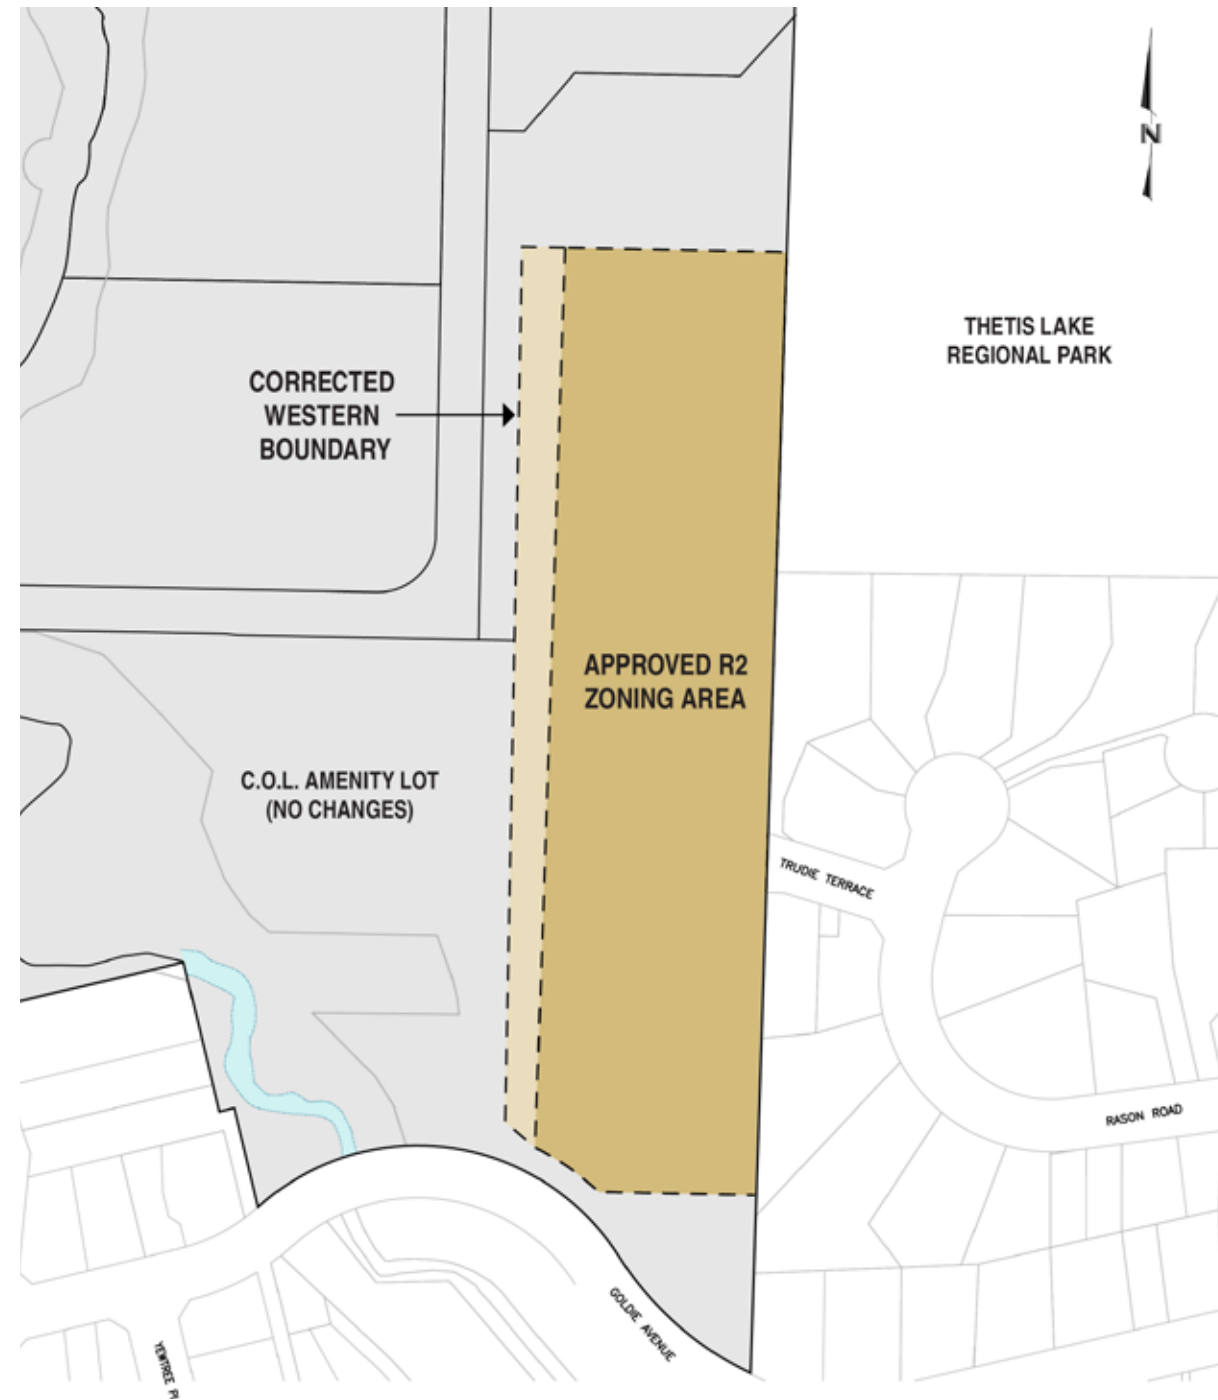 N
THETIS LAKE
REGIONAL PARK
CORRECTED
WESTERN
BOUNDARY
APPROVED R2
ZONING AREA
C.O.L. AMENITY LOT
(NO CHANGES)
TRUDIE TERRACE
RASON ROAD
GOLDIE AVENUE
YEWTREE